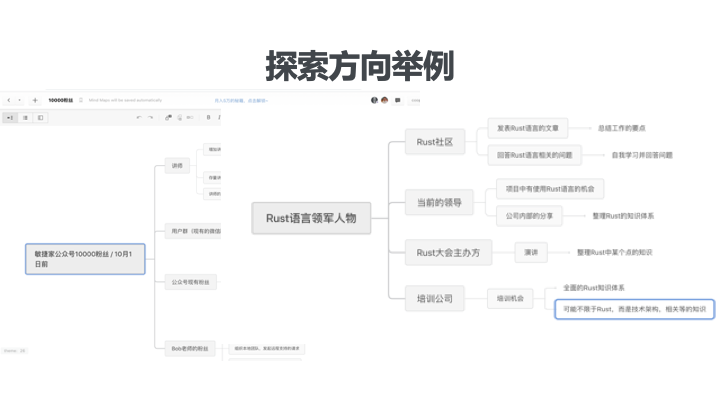 探索方向举例
10000粉丝
Mind maps will be saved automatically
讲师
用户群（现有的微信
敏捷家公众号10000粉丝 / 10月1
日前
公众号现有粉丝
Bob老师的粉丝
Rust语言领军人物
Rust社区
发表Rust语言的文章
总结工作的要点
回答Rust语言相关的问题
自我学习并回答问题
当前的领导
项目中有使用Rust语言的机会
公司内部的分享
整理Rust的知识体系
Rust大会主办方
演讲
整理Rust中某个点的知识
培训公司
培训机会
全面的Rust知识体系
可能不限于Rust，而是技术架构，相关等的知识